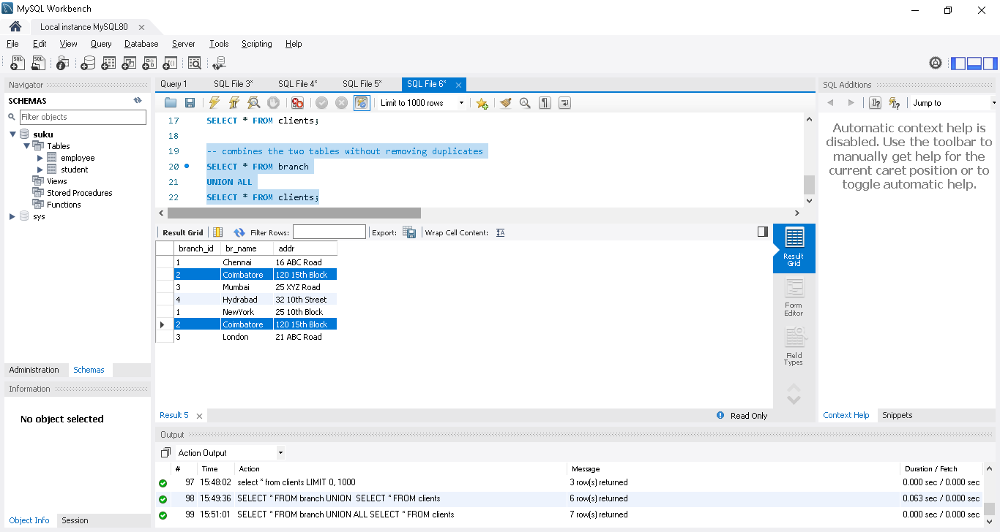 MySQL Workbench
Local instance MySQL80
File Edit View Query Database Server Tools Scripting Help
Navigator
SCHEMAS
Filter objects
suku
Tables
employee
student
Views
Stored Procedures
Functions
sys
Administration Schemas
Information
No object selected
Object Info Session
Query 1 SQL File 3* SQL File 4* SQL File 5* SQL File 6*
Limit to 1000 rows
17 SELECT * FROM clients;
18
19 -- combines the two tables without removing duplicates
20 SELECT * FROM branch
21 UNION ALL
22 SELECT * FROM clients;
Result Grid Filter Rows: Export: Wrap Cell Content:
branch_id br_name addr
1 Chennai 16 ABC Road
2 Coimbatore 120 15th Block
3 Mumbai 25 XYZ Road
4 Hydrabad 32 10th Street
1 NewYork 25 10th Block
2 Coimbatore 120 15th Block
3 London 21 ABC Road
Result
Grid
Form
Editor
Field
Types
Result 5 Read Only
Output
Action Output
# Time Action Message Duration / Fetch
97 15:48:02 select * from clients LIMIT 0, 1000 3 row(s) returned 0.000 sec / 0.000 sec
98 15:49:36 SELECT * FROM branch UNION  SELECT * FROM clients 6 row(s) returned 0.063 sec / 0.000 sec
99 15:51:01 SELECT * FROM branch UNION ALL SELECT * FROM clients 7 row(s) returned 0.000 sec / 0.000 sec
SQL Additions
Jump to
Automatic context help is
disabled. Use the toolbar to
manually get help for the
current caret position or to
toggle automatic help.
Context Help Snippets